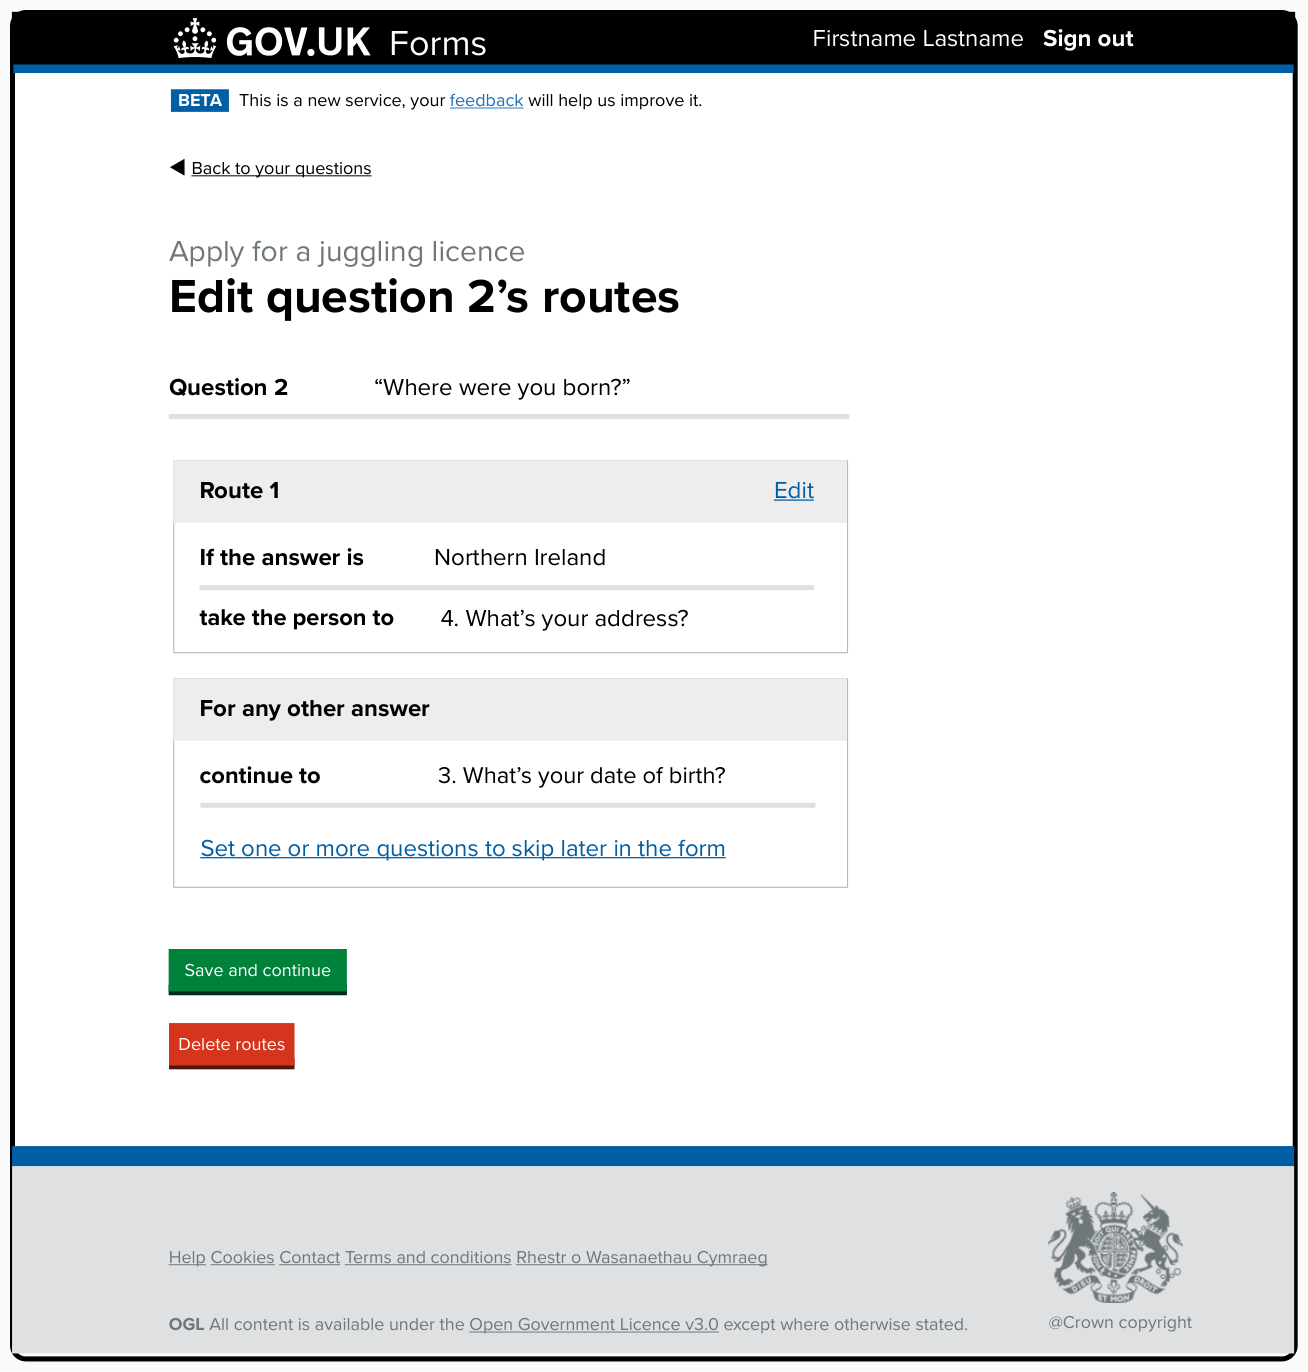 GOV.UK Forms Firstname Lastname Sign out
BETA This is a new service, your feedback will help us improve it.
Back to your questions
Apply for a juggling licence
Edit question 2’s routes
Question 2 “Where were you born?”
Route 1 Edit
If the answer is Northern Ireland
take the person to 4. What’s your address?
For any other answer
continue to 3. What’s your date of birth?
Set one or more questions to skip later in the form
Save and continue
Delete routes
Help Cookies Contact Terms and conditions Rhestr o Wasanaethau Cymraeg
DIEU ET MON DROIT
OGL All content is available under the Open Government Licence v3.0 except where otherwise stated.
@Crown copyright